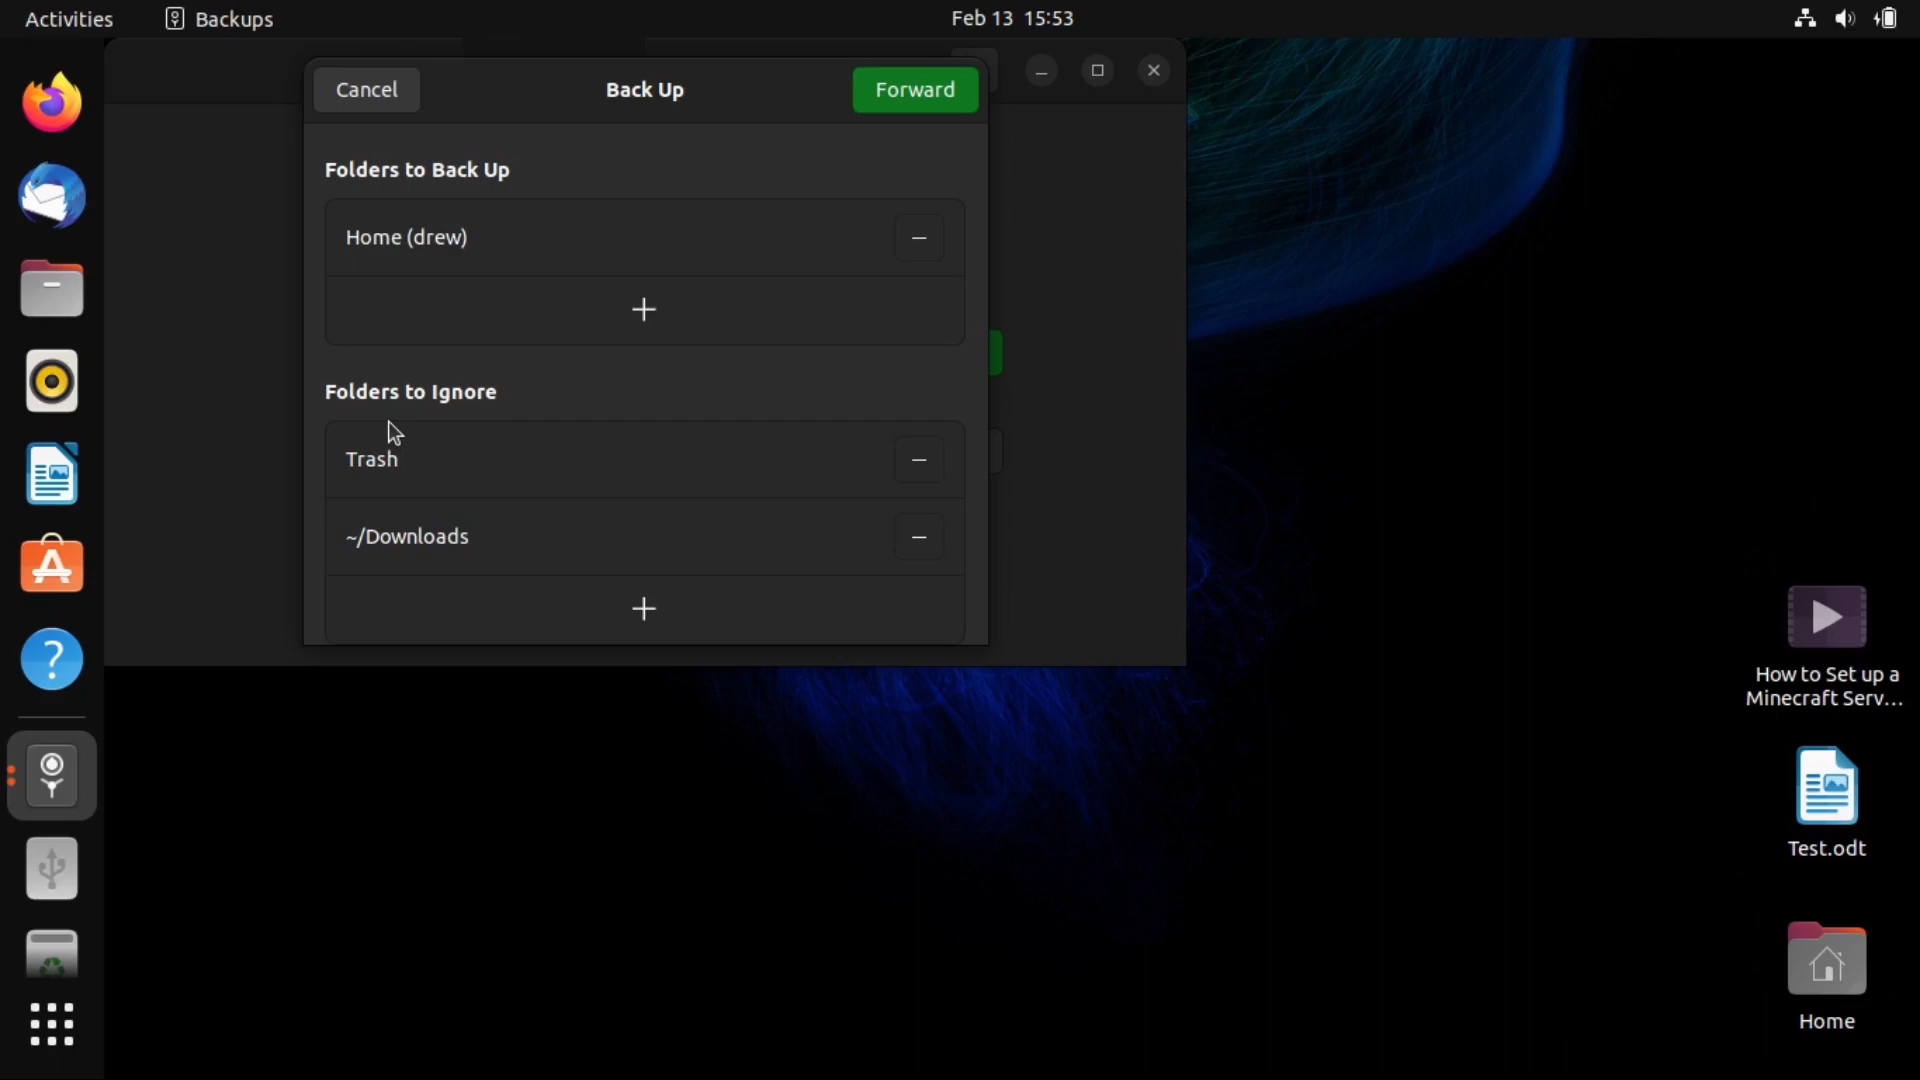 Activities
Backups
Feb 13 15:53
Cancel
Back Up
Forward
Folders to Back Up
Home (drew)
Folders to Ignore
Trash
~/Downloads
How to Set up a
Minecraft Serv...
Test.odt
Home